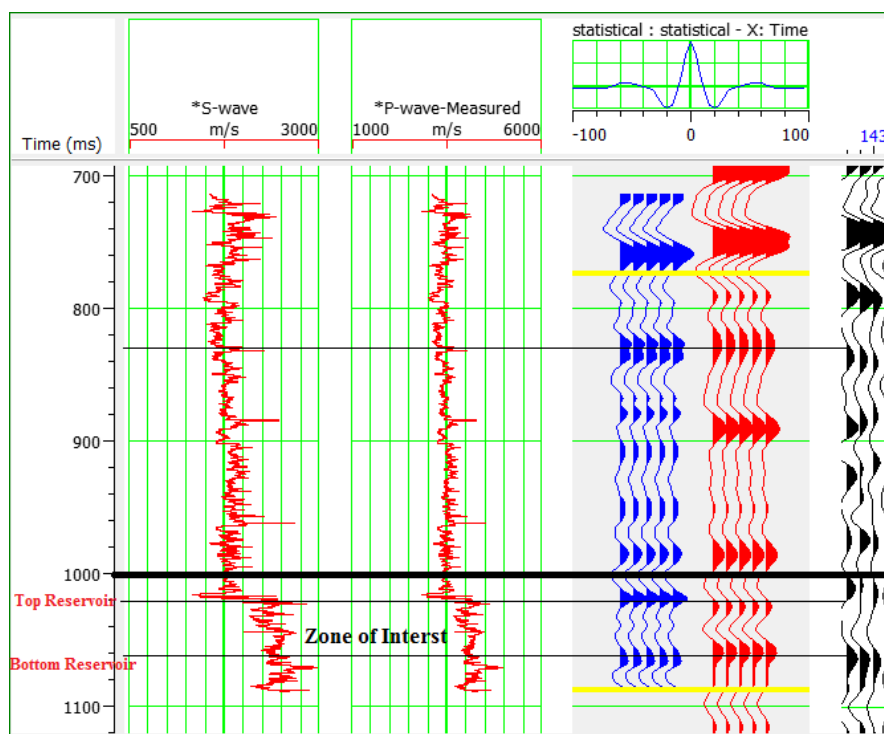 statistical : statistical - X: Time
*S-wave
*P-wave-Measured
500 m/s 3000
1000 m/s 6000
-100 0 100
Time (ms)
143
700
800
900
1000
Top Reservoir
Zone of Interst
Bottom Reservoir
1100